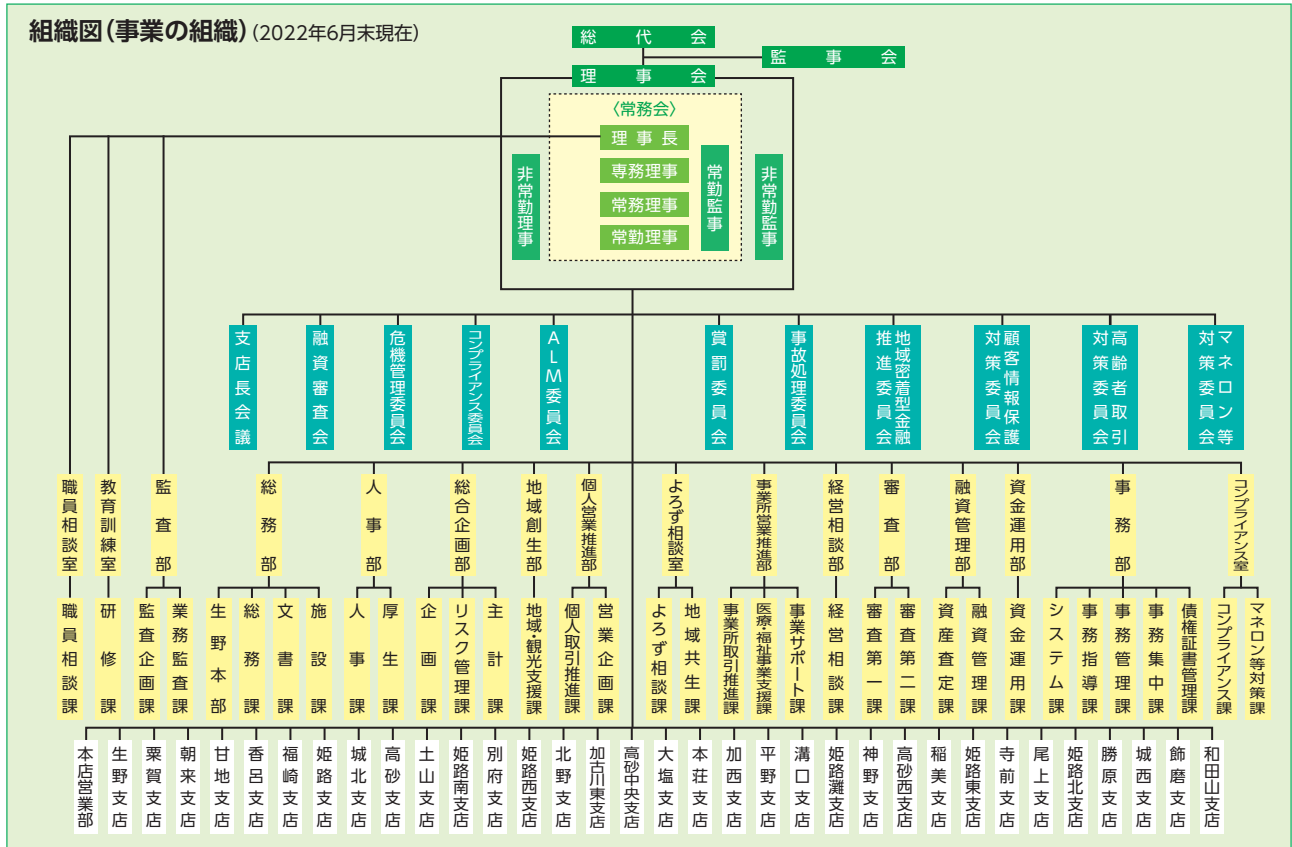 組織図(事業の組織)(2022年6月末現在)
総代会
監事会
理事会
〈常務会〉
理事長
専務理事
常務理事
常勤理事
常勤監事
非常勤理事
非常勤監事
支店長会議
融資審査会
危機管理委員会
コンプライアンス委員会
ALM委員会
賞罰委員会
事故処理委員会
地域密着型金融
推進委員会
顧客情報保護
対策委員会
高齢者取引
対策委員会
マネロン等
対策委員会
職員相談室
教育訓練室
監査部
総務部
人事部
総合企画部
地域創生部
個人営業推進部
よろず相談室
事業所営業推進部
経営相談部
審査部
融資管理部
資金運用部
事務部
コンプライアンス室
職員相談課
研修課
監査企画課
業務監査課
生野本部
総務課
文書課
施設課
人事課
厚生課
企画課
リスク管理課
主計課
地域・観光支援課
個人取引推進課
営業企画課
よろず相談課
地域共生課
事業所取引推進課
医療・福祉事業支援課
事業サポート課
経営相談課
審査第一課
審査第二課
資産査定課
融資管理課
資金運用課
システム課
事務指導課
事務管理課
事務集中課
債権証書管理課
コンプライアンス課
マネロン等対策課
本店営業部
生野支店
粟賀支店
朝来支店
甘地支店
香呂支店
福崎支店
姫路支店
城北支店
高砂支店
土山支店
姫路南支店
別府支店
姫路西支店
北野支店
加古川東支店
高砂中央支店
大塩支店
本荘支店
加西支店
平野支店
溝口支店
姫路灘支店
神野支店
高砂西支店
稲美支店
姫路東支店
寺前支店
尾上支店
姫路北支店
勝原支店
城西支店
飾磨支店
和田山支店